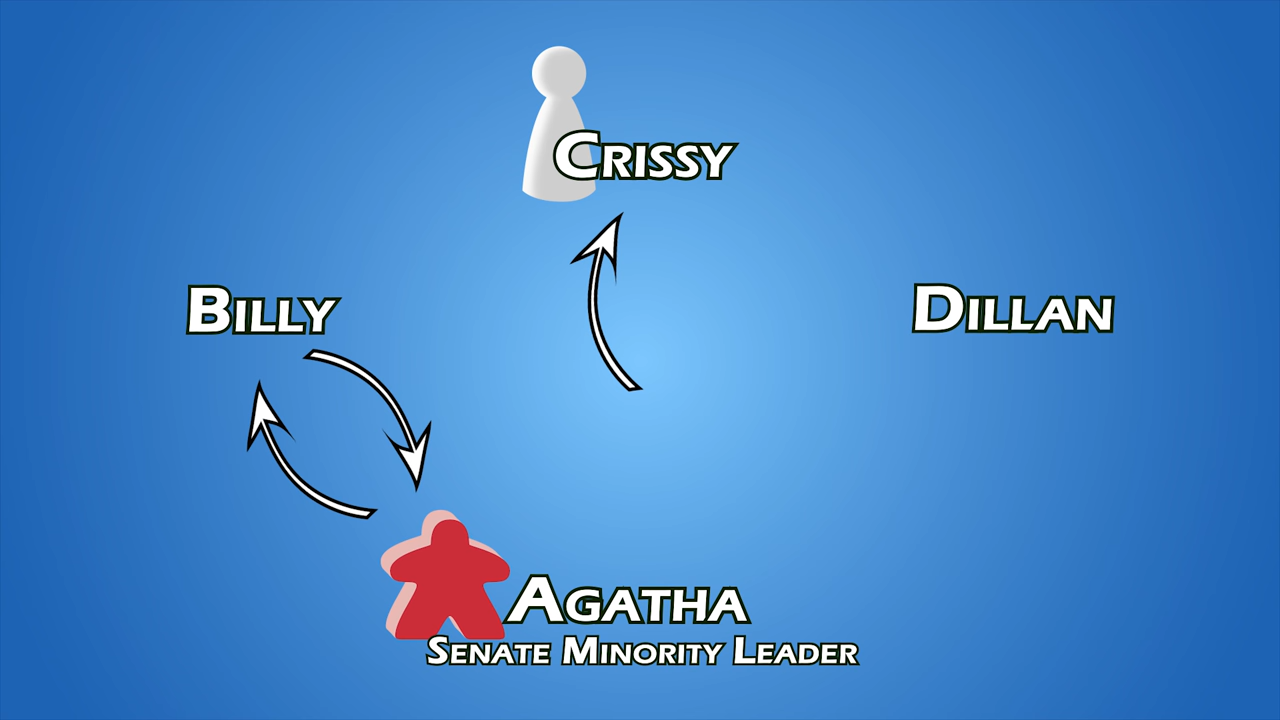 Crissy
Billy
Dillan
Agatha
Senate Minority Leader